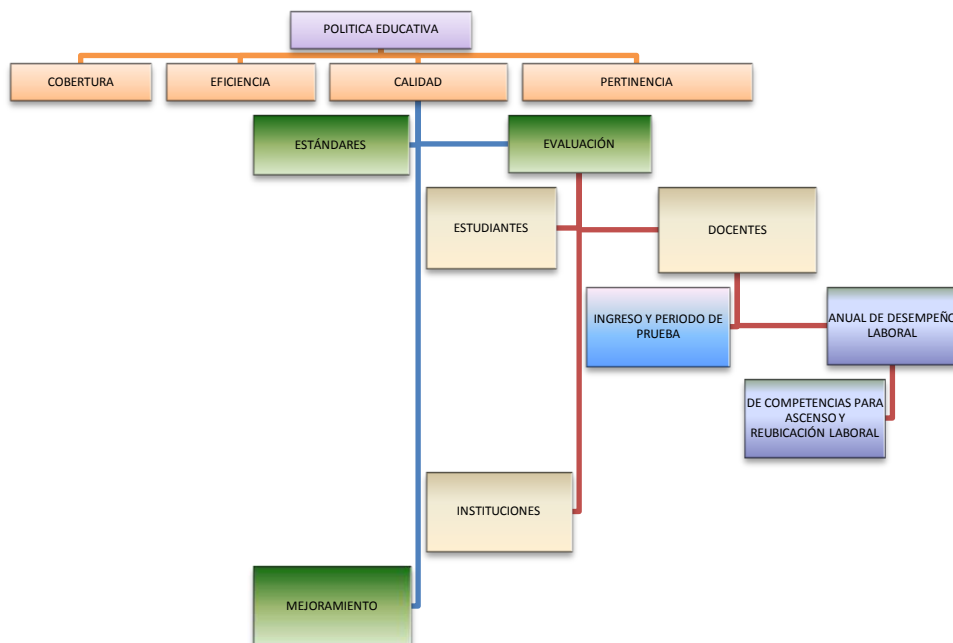 POLITICA EDUCATIVA
COBERTURA
EFICIENCIA
CALIDAD
PERTINENCIA
ESTÁNDARES
EVALUACIÓN
ESTUDIANTES
DOCENTES
INGRESO Y PERIODO DE
PRUEBA
ANUAL DE DESEMPEÑO
LABORAL
DE COMPETENCIAS PARA
ASCENSO Y
REUBICACIÓN LABORAL
INSTITUCIONES
MEJORAMIENTO